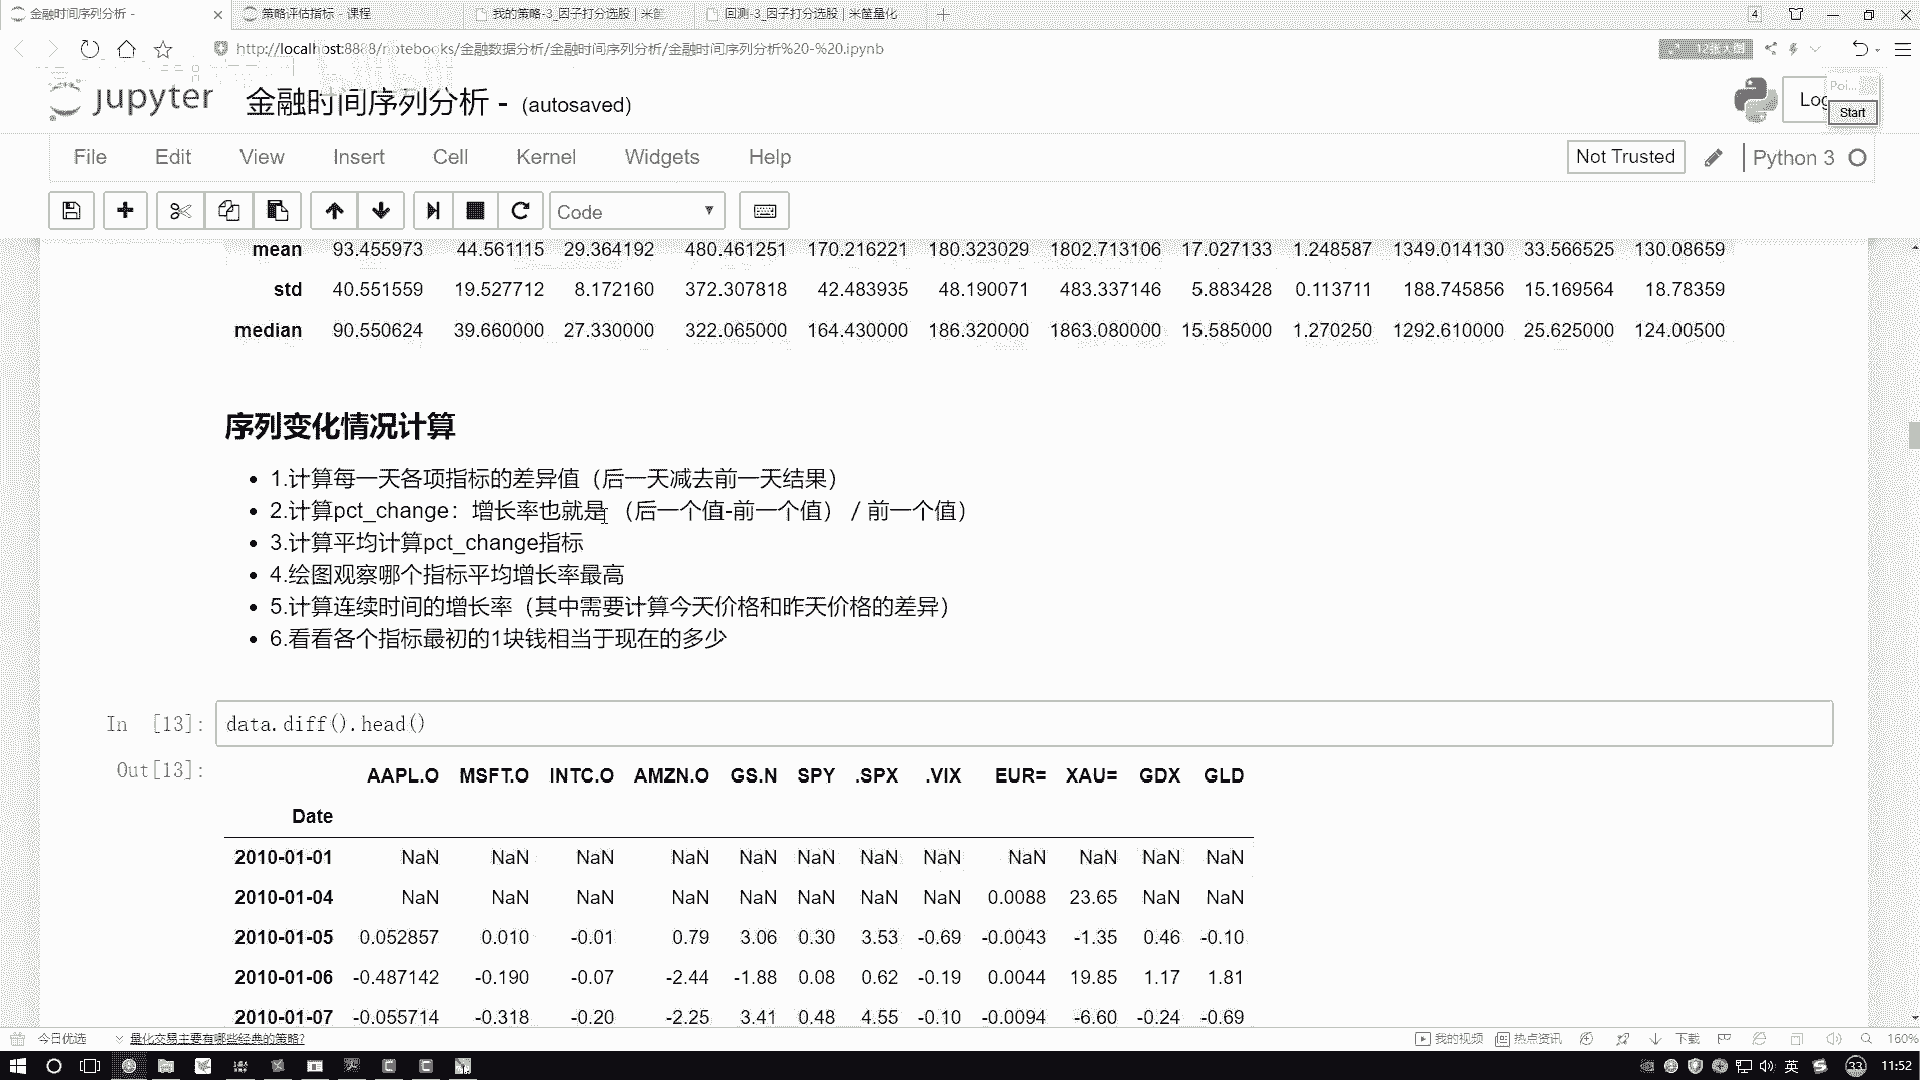 金融时间序列分析 -
策略评估指标 - 课程
我的策略-3_因子打分选股 | 米筐
回测-3_因子打分选股 | 米筐量化
4
http://localhost:8888/notebooks/金融数据分析/金融时间序列分析/金融时间序列分析%20-%20.ipynb
jupyter
金融时间序列分析 - (autosaved)
Poi...
Start
File Edit View Insert Cell Kernel Widgets Help
Not Trusted
Python 3
Code
mean 93.455973 44.561115 29.364192 480.461251 170.216221 180.323029 1802.713106 17.027133 1.248587 1349.014130 33.566525 130.08659
std 40.551559 19.527712 8.172160 372.307818 42.483935 48.190071 483.337146 5.883428 0.113711 188.745856 15.169564 18.78359
median 90.550624 39.660000 27.330000 322.065000 164.430000 186.320000 1863.080000 15.585000 1.270250 1292.610000 25.625000 124.00500
序列变化情况计算
1.计算每一天各项指标的差异值（后一天减去前一天结果）
2.计算pct_change：增长率也就是 （后一个值-前一个值） / 前一个值）
3.计算平均计算pct_change指标
4.绘图观察哪个指标平均增长率最高
5.计算连续时间的增长率（其中需要计算今天价格和昨天价格的差异）
6.看看各个指标最初的1块钱相当于现在的多少
In [13]: data.diff().head()
Out[13]:
AAPL.O MSFT.O INTC.O AMZN.O GS.N SPY .SPX .VIX EUR= XAU= GDX GLD
Date
2010-01-01 NaN NaN NaN NaN NaN NaN NaN NaN NaN NaN NaN NaN
2010-01-04 NaN NaN NaN NaN NaN NaN NaN NaN 0.0088 23.65 NaN NaN
2010-01-05 0.052857 0.010 -0.01 0.79 3.06 0.30 3.53 -0.69 -0.0043 -1.35 0.46 -0.10
2010-01-06 -0.487142 -0.190 -0.07 -2.44 -1.88 0.08 0.62 -0.19 0.0044 19.85 1.17 1.81
2010-01-07 -0.055714 -0.318 -0.20 -2.25 3.41 0.48 4.55 -0.10 -0.0094 -6.60 -0.24 -0.69
今日优选
量化交易主要有哪些经典的策略?
我的视频
热点资讯
下载
160%
英
33
11:52